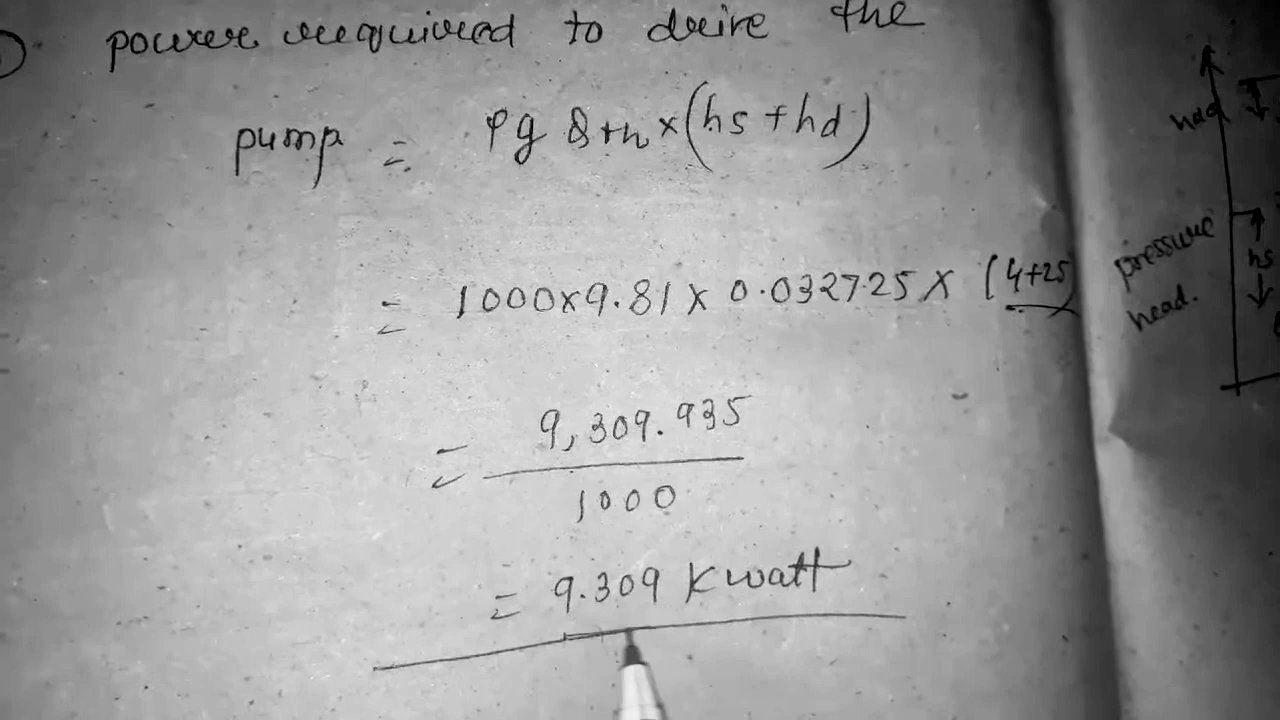 power required to drive the
pump = ρg Qth × (hs + hd)
= 1000 × 9.81 × 0.032725 × (4+25)
= 9,309.935
1000
= 9.309 Kwatt
hdd
pressure
head.
hs